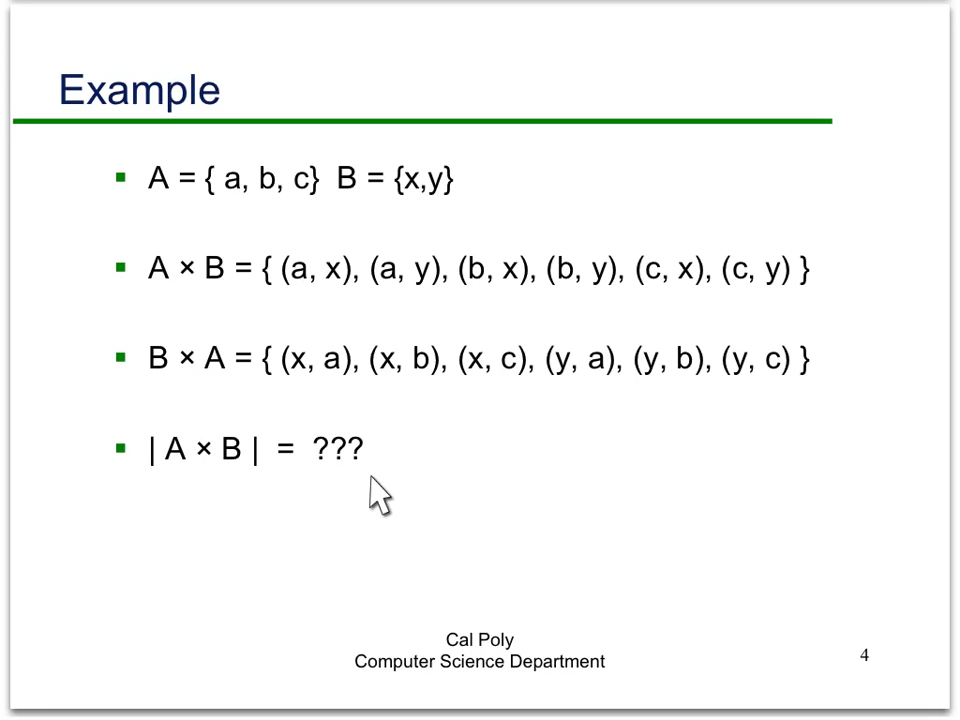 Example
A = { a, b, c}  B = {x,y}
A × B = { (a, x), (a, y), (b, x), (b, y), (c, x), (c, y) }
B × A = { (x, a), (x, b), (x, c), (y, a), (y, b), (y, c) }
| A × B |  =  ???
Cal Poly
Computer Science Department
4